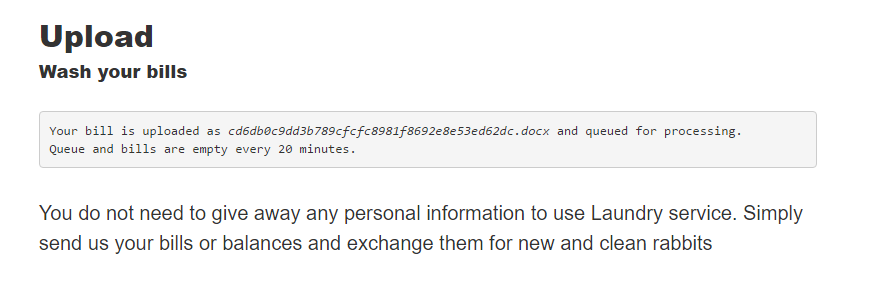 Upload
Wash your bills
Your bill is uploaded as cd6db0c9dd3b789cfcfc8981f8692e8e53ed62dc.docx and queued for processing.
Queue and bills are empty every 20 minutes.
You do not need to give away any personal information to use Laundry service. Simply
send us your bills or balances and exchange them for new and clean rabbits